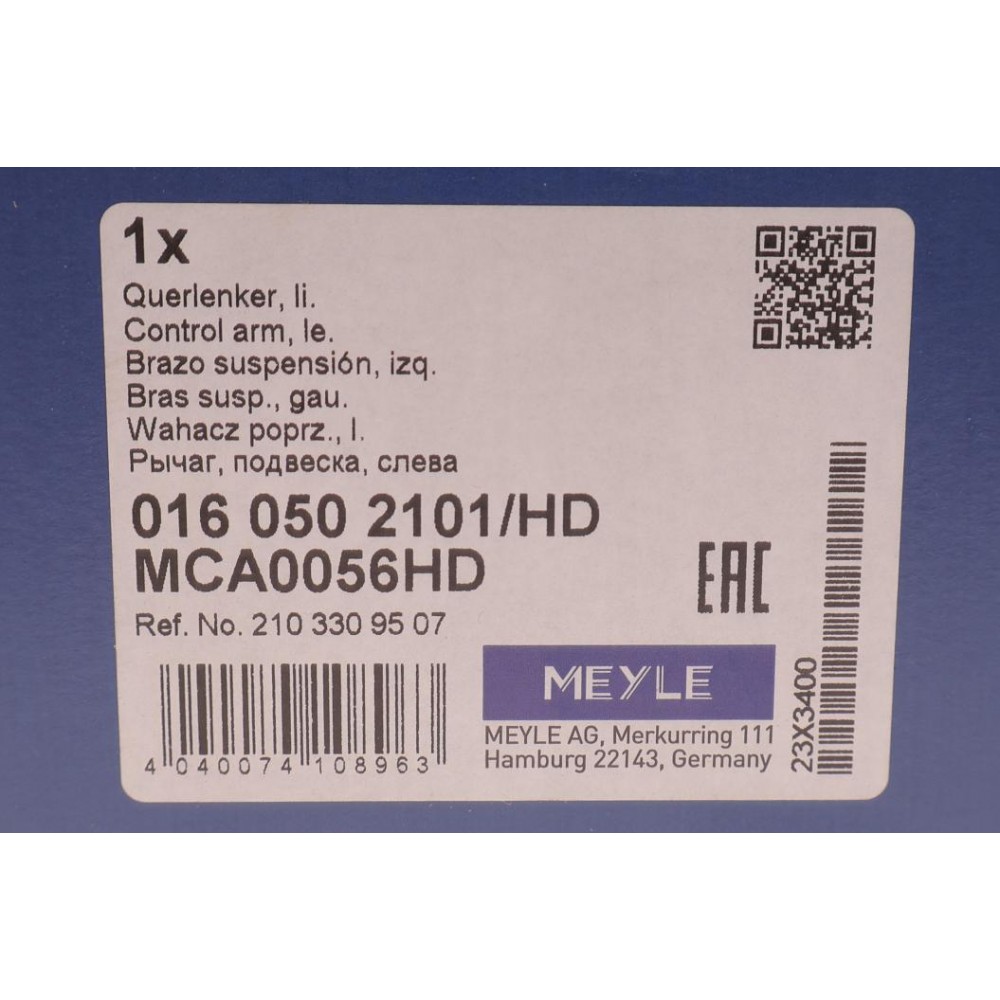 1x
Querlenker, li.
Control arm, le.
Brazo suspensión, izq.
Bras susp., gau.
Wahacz poprz., l.
Рычаг, подвеска, слева
016 050 2101/HD
MCA0056HD
Ref. No. 210 330 95 07
EAC
MEYLE
MEYLE AG, Merkurring 111
Hamburg 22143, Germany
4 040074 108963
23X3400